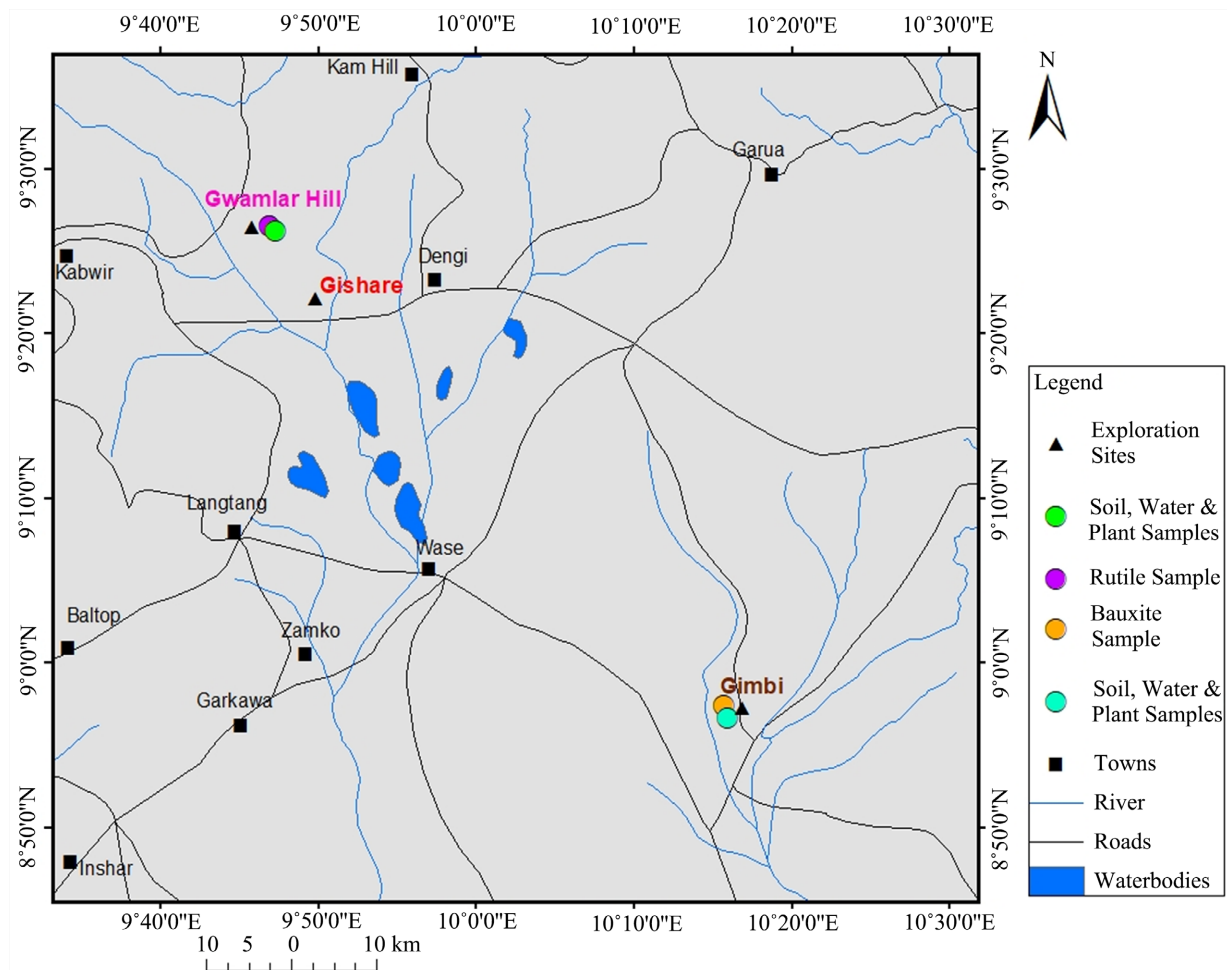 9°40'0"E 9°50'0"E 10°0'0"E 10°10'0"E 10°20'0"E 10°30'0"E
Kam Hill
N
Garua
9°30'0"N
9°30'0"N
Gwamlar Hill
Kabwir
Dengi
Gishare
9°20'0"N
9°20'0"N
Legend
Exploration
Sites
Langtang
9°10'0"N
9°10'0"N
Soil, Water &
Plant Samples
Wase
Rutile Sample
Baltop
Zamko
Bauxite
Sample
9°0'0"N
9°0'0"N
Garkawa
Gimbi
Soil, Water &
Plant Samples
Towns
River
8°50'0"N
8°50'0"N
Roads
Inshar
Waterbodies
9°40'0"E 9°50'0"E 10°0'0"E 10°10'0"E 10°20'0"E 10°30'0"E
10 5 0 10 km